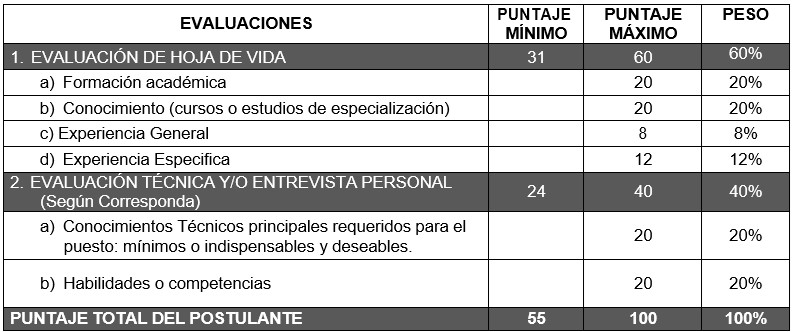 EVALUACIONES PUNTAJE MÍNIMO PUNTAJE MÁXIMO PESO
1. EVALUACIÓN DE HOJA DE VIDA 31 60 60%
a) Formación académica 20 20%
b) Conocimiento (cursos o estudios de especialización) 20 20%
c) Experiencia General 8 8%
d) Experiencia Especifica 12 12%
2. EVALUACIÓN TÉCNICA Y/O ENTREVISTA PERSONAL
(Según Corresponda) 24 40 40%
a) Conocimientos Técnicos principales requeridos para el
puesto: mínimos o indispensables y deseables. 20 20%
b) Habilidades o competencias 20 20%
PUNTAJE TOTAL DEL POSTULANTE 55 100 100%